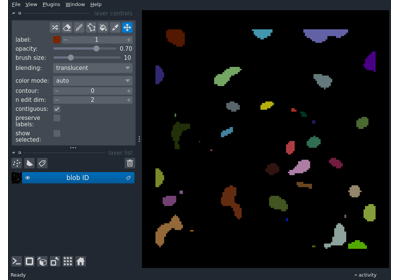 File View Plugins Window Help
layer controls
label: 1
opacity: 0.70
brush size: 10
blending: translucent
color mode: auto
contour: 0
n edit dim: 2
contiguous:
preserve
labels:
show
selected:
layer list
blob ID
Ready activity